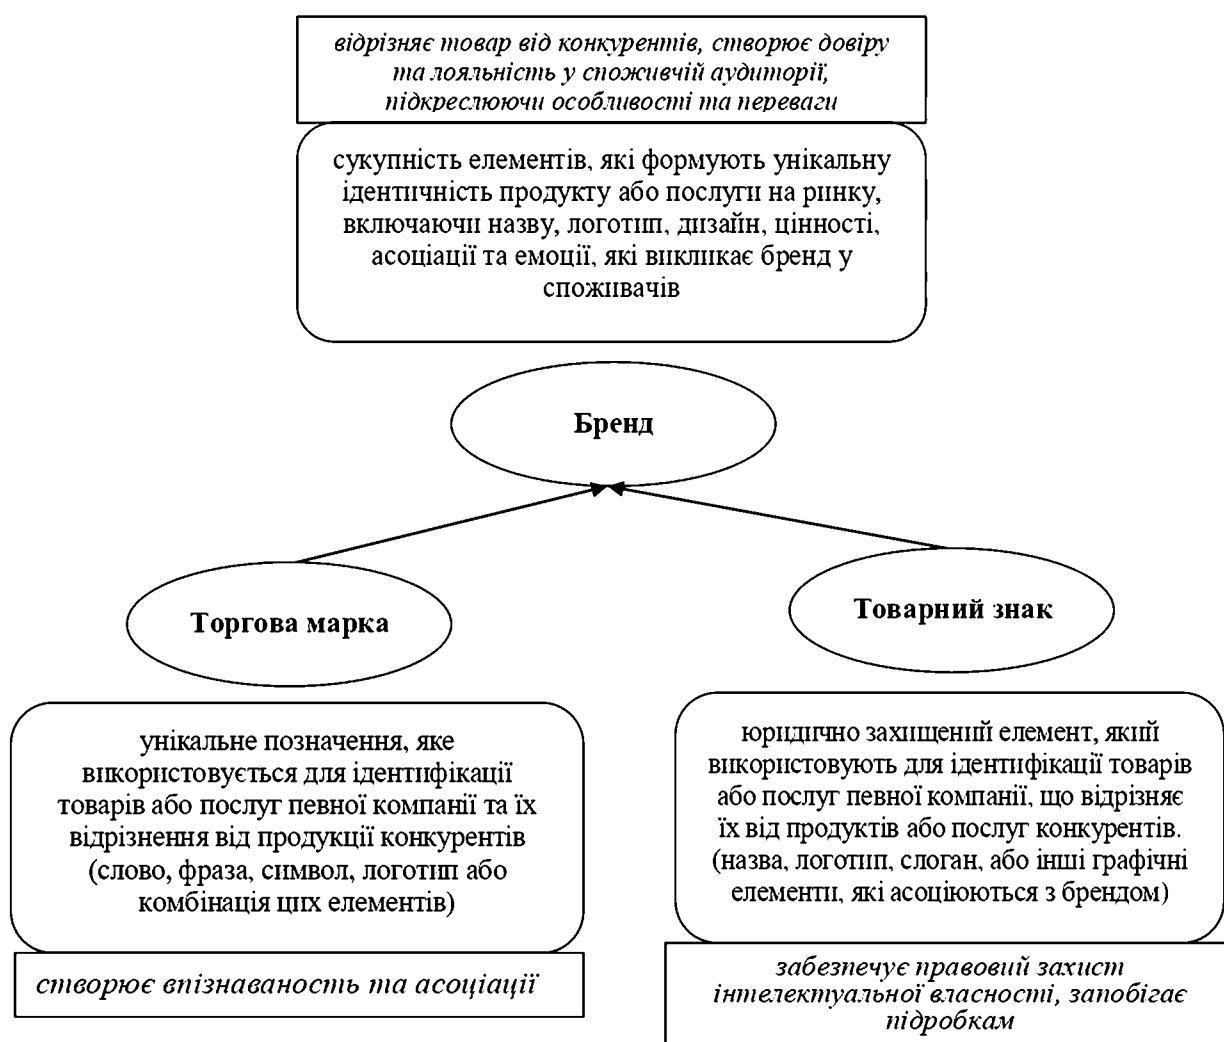 відрізняє товар від конкурентів, створює довіру
та лояльність у споживчій аудиторії,
підкреслюючи особливості та переваги
сукупність елементів, які формують унікальну
ідентичність продукту або послуги на ринку,
включаючи назву, логотип, дизайн, цінності,
асоціації та емоції, які викликає бренд у
споживачів
Бренд
Торгова марка
Товарний знак
унікальне позначення, яке
використовується для ідентифікації
товарів або послуг певної компанії та їх
відрізнення від продукції конкурентів
(слово, фраза, символ, логотип або
комбінація цих елементів)
створює впізнаваность та асоціації
юридично захищений елемент, який
використовують для ідентифікації товарів
або послуг певної компанії, що відрізняє
їх від продуктів або послуг конкурентів.
(назва, логотип, слоган, або інші графічні
елементи, які асоціюються з брендом)
забезпечує правовий захист
інтелектуальної власності, запобігає
підробкам